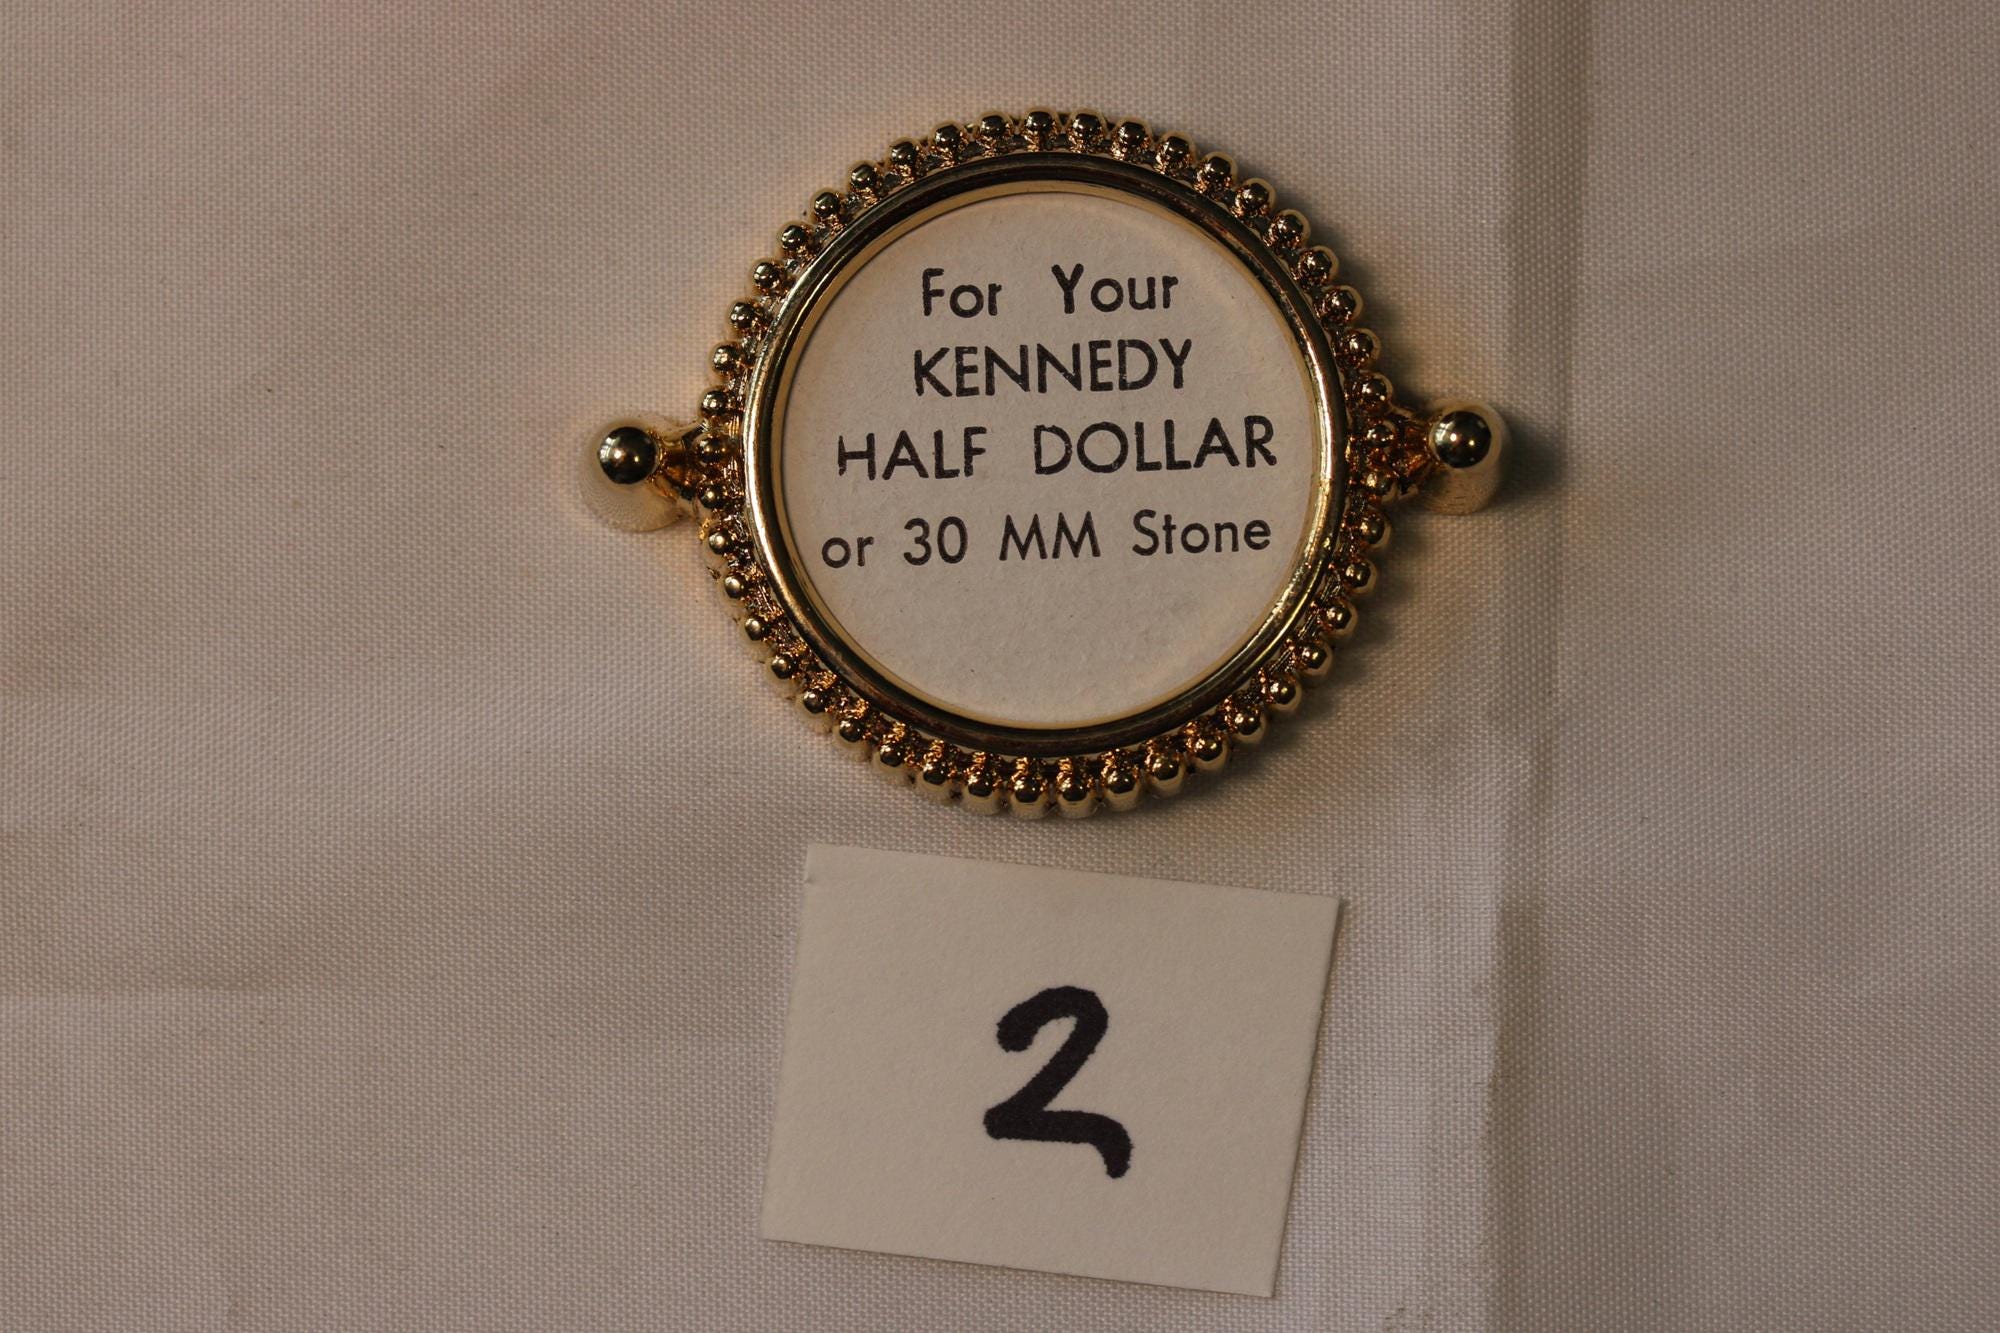 For Your
KENNEDY
HALF DOLLAR
or 30 MM Stone
2